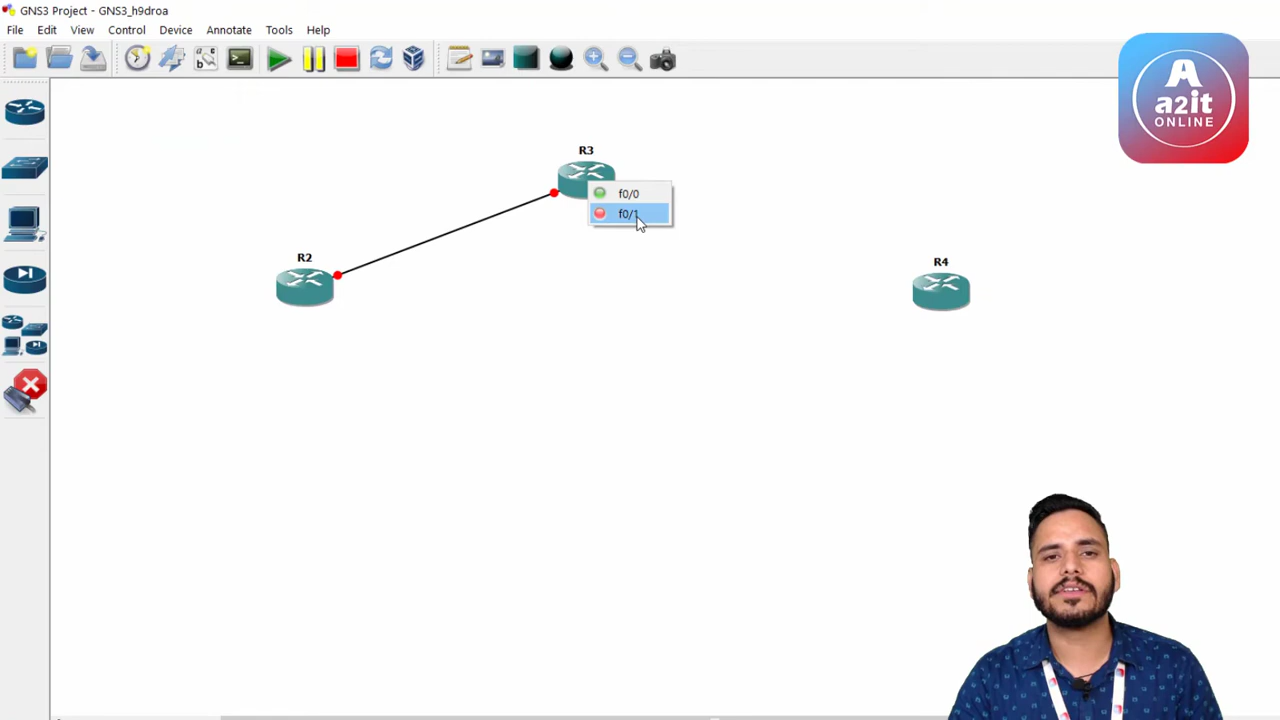 GNS3 Project - GNS3_h9droa
File Edit View Control Device Annotate Tools Help
A
a2it
ONLINE
R3
f0/0
f0/1
R2
R4